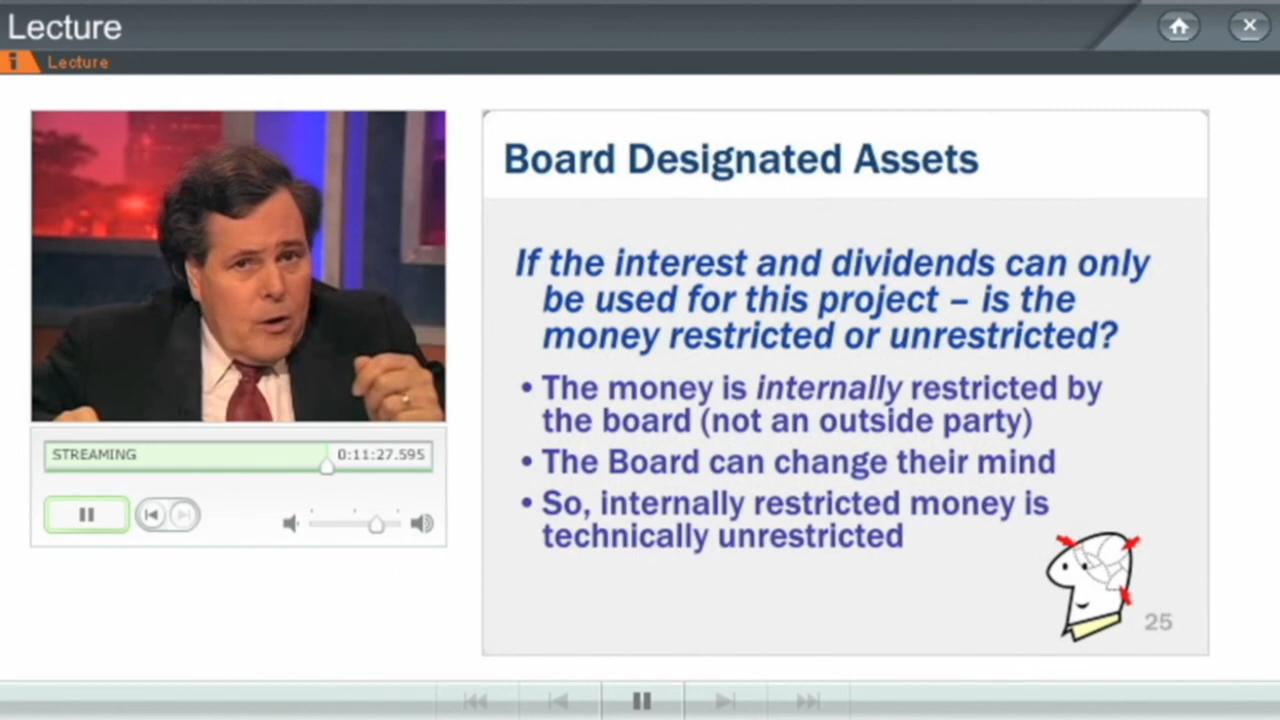 Lecture
i Lecture
Board Designated Assets
If the interest and dividends can only
be used for this project – is the
money restricted or unrestricted?
• The money is internally restricted by
the board (not an outside party)
• The Board can change their mind
• So, internally restricted money is
technically unrestricted
25
STREAMING 0:11:27.595